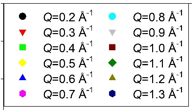 Q=0.2 Å⁻¹ Q=0.8 Å⁻¹
Q=0.3 Å⁻¹ Q=0.9 Å⁻¹
Q=0.4 Å⁻¹ Q=1.0 Å⁻¹
Q=0.5 Å⁻¹ Q=1.1 Å⁻¹
Q=0.6 Å⁻¹ Q=1.2 Å⁻¹
Q=0.7 Å⁻¹ Q=1.3 Å⁻¹